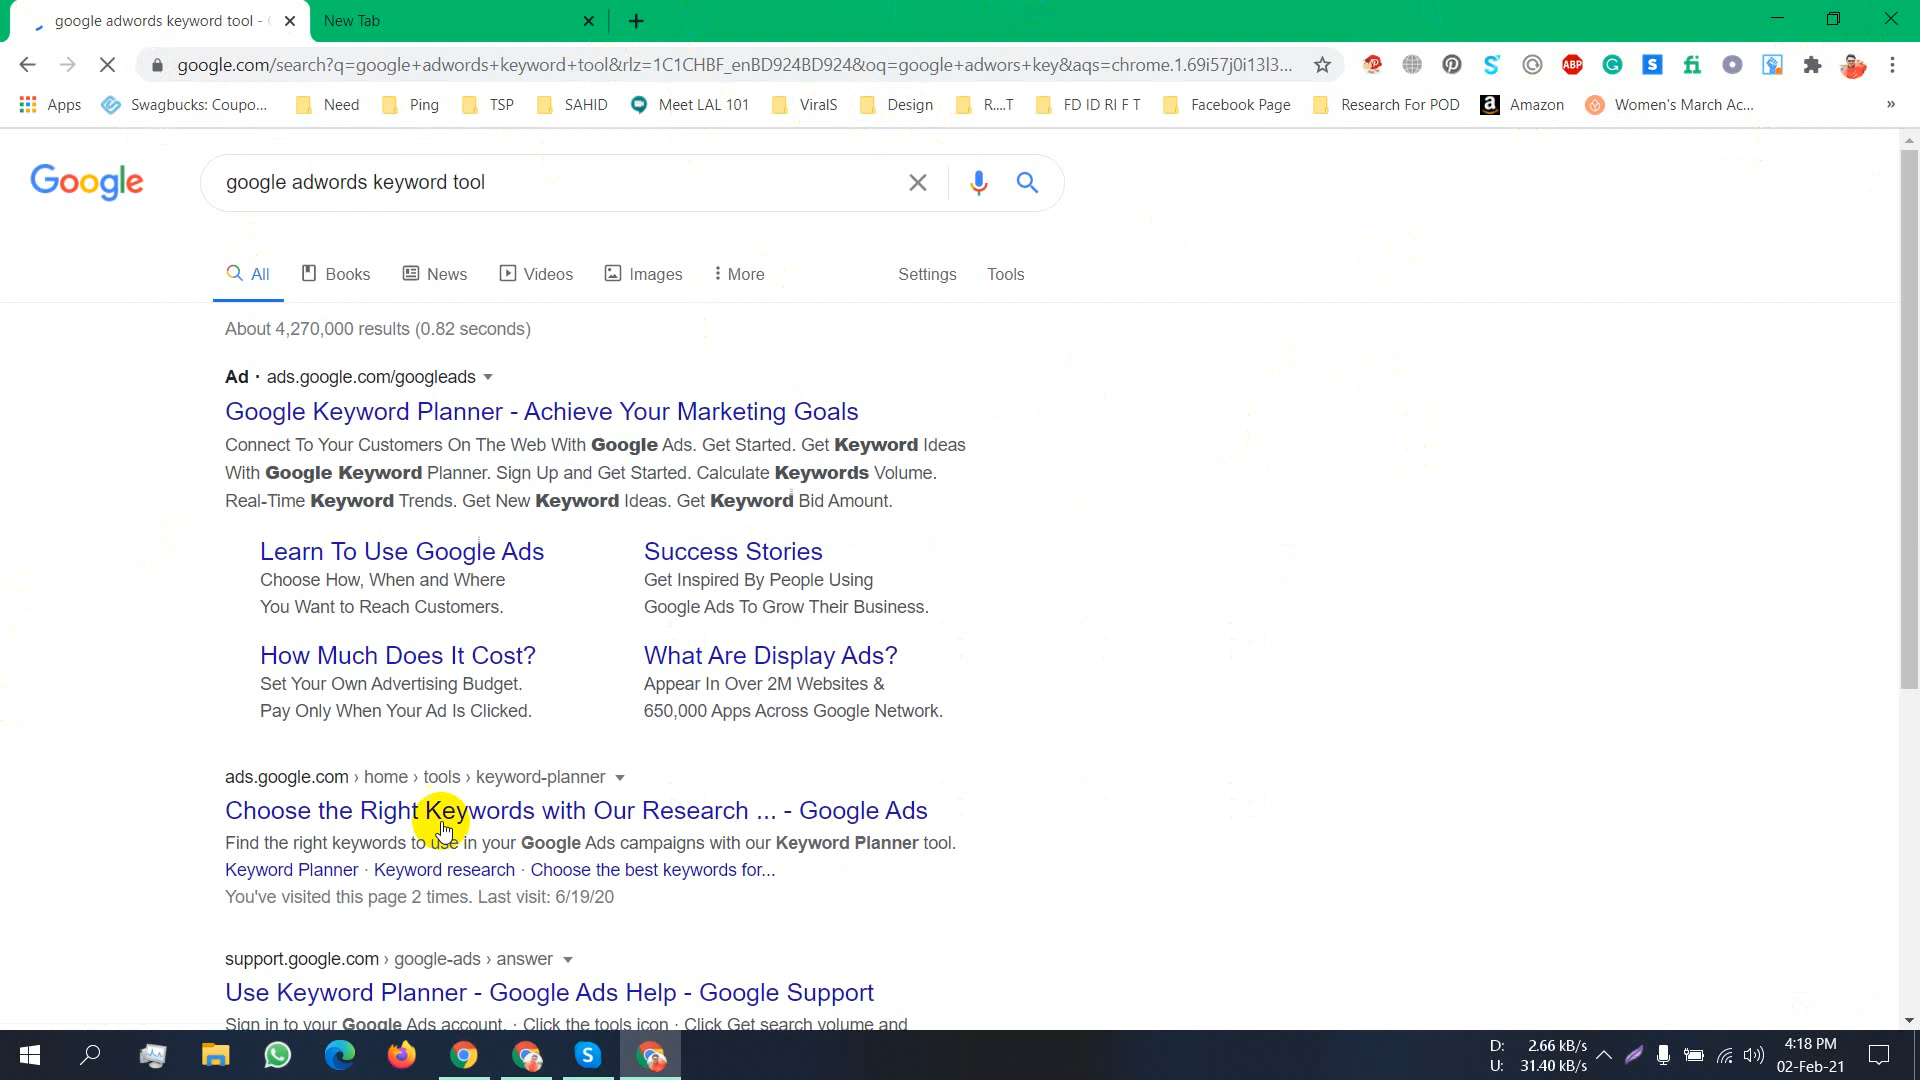 google adwords keyword tool -
New Tab
google.com/search?q=google+adwords+keyword+tool&rlz=1C1CHBF_enBD924BD924&oq=google+adwors+key&aqs=chrome.1.69i57j0i13l3...
Apps
Swagbucks: Coupo...
Need
Ping
TSP
SAHID
Meet LAL 101
ViralS
Design
R....T
FD ID RI F T
Facebook Page
Research For POD
Amazon
Women's March Ac...
»
Google
google adwords keyword tool
All
Books
News
Videos
Images
More
Settings
Tools
About 4,270,000 results (0.82 seconds)
Ad · ads.google.com/googleads
Google Keyword Planner - Achieve Your Marketing Goals
Connect To Your Customers On The Web With Google Ads. Get Started. Get Keyword Ideas
With Google Keyword Planner. Sign Up and Get Started. Calculate Keywords Volume.
Real-Time Keyword Trends. Get New Keyword Ideas. Get Keyword Bid Amount.
Learn To Use Google Ads
Choose How, When and Where
You Want to Reach Customers.
Success Stories
Get Inspired By People Using
Google Ads To Grow Their Business.
How Much Does It Cost?
Set Your Own Advertising Budget.
Pay Only When Your Ad Is Clicked.
What Are Display Ads?
Appear In Over 2M Websites &
650,000 Apps Across Google Network.
ads.google.com › home › tools › keyword-planner
Choose the Right Keywords with Our Research ... - Google Ads
Find the right keywords to use in your Google Ads campaigns with our Keyword Planner tool.
Keyword Planner · Keyword research · Choose the best keywords for...
You've visited this page 2 times. Last visit: 6/19/20
support.google.com › google-ads › answer
Use Keyword Planner - Google Ads Help - Google Support
Sign in to your Google Ads account. · Click the tools icon · Click Get search volume and
D: 2.66 kB/s
U: 31.40 kB/s
4:18 PM
02-Feb-21